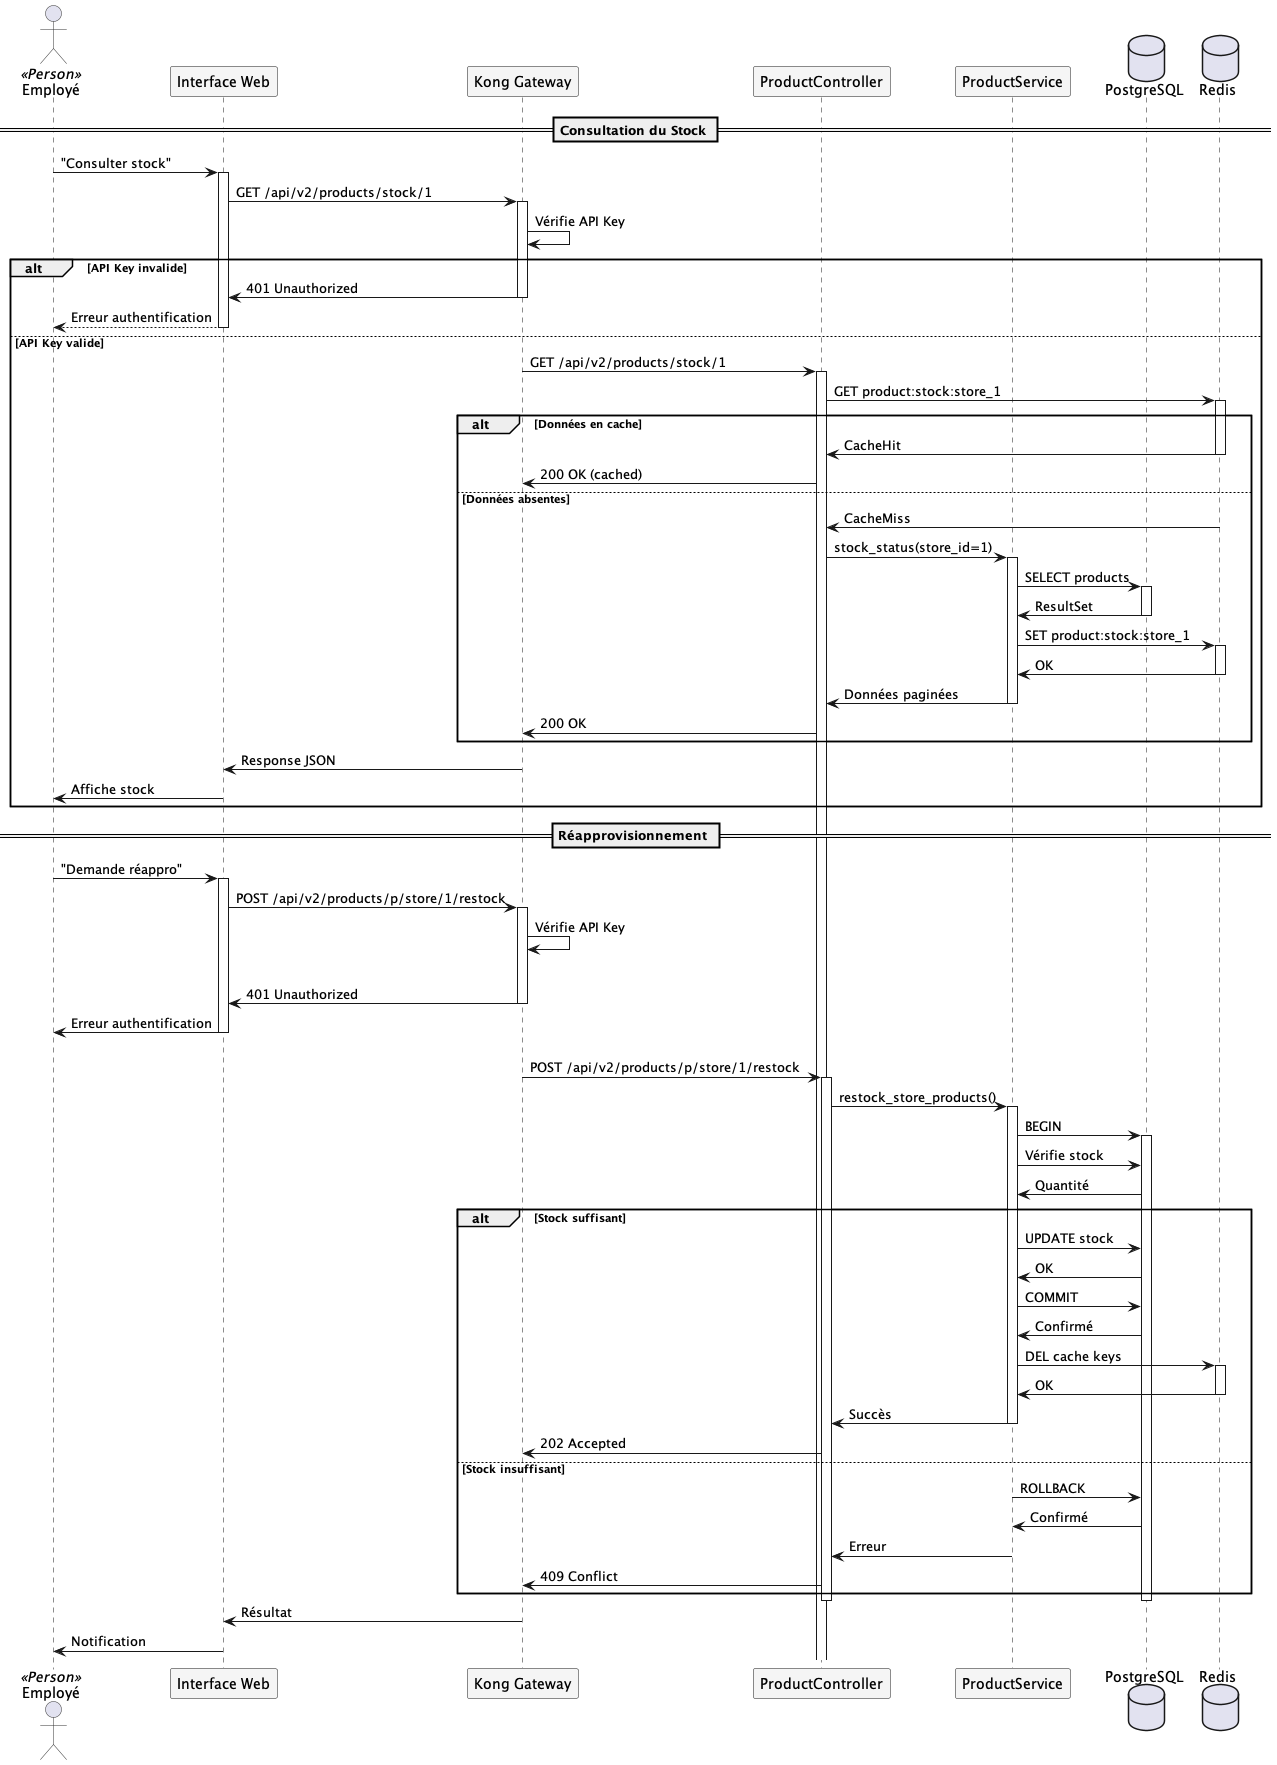 «Person»
Employé
Interface Web
Kong Gateway
ProductController
ProductService
PostgreSQL
Redis
Consultation du Stock
"Consulter stock"
GET /api/v2/products/stock/1
Vérifie API Key
alt
[API Key invalide]
401 Unauthorized
Erreur authentification
[API Key valide]
GET /api/v2/products/stock/1
GET product:stock:store_1
alt
[Données en cache]
CacheHit
200 OK (cached)
[Données absentes]
CacheMiss
stock_status(store_id=1)
SELECT products
ResultSet
SET product:stock:store_1
OK
Données paginées
200 OK
Response JSON
Affiche stock
Réapprovisionnement
"Demande réappro"
POST /api/v2/products/p/store/1/restock
Vérifie API Key
401 Unauthorized
Erreur authentification
POST /api/v2/products/p/store/1/restock
restock_store_products()
BEGIN
Vérifie stock
Quantité
alt
[Stock suffisant]
UPDATE stock
OK
COMMIT
Confirmé
DEL cache keys
OK
Succès
202 Accepted
[Stock insuffisant]
ROLLBACK
Confirmé
Erreur
409 Conflict
Résultat
Notification
«Person»
Employé
Interface Web
Kong Gateway
ProductController
ProductService
PostgreSQL
Redis